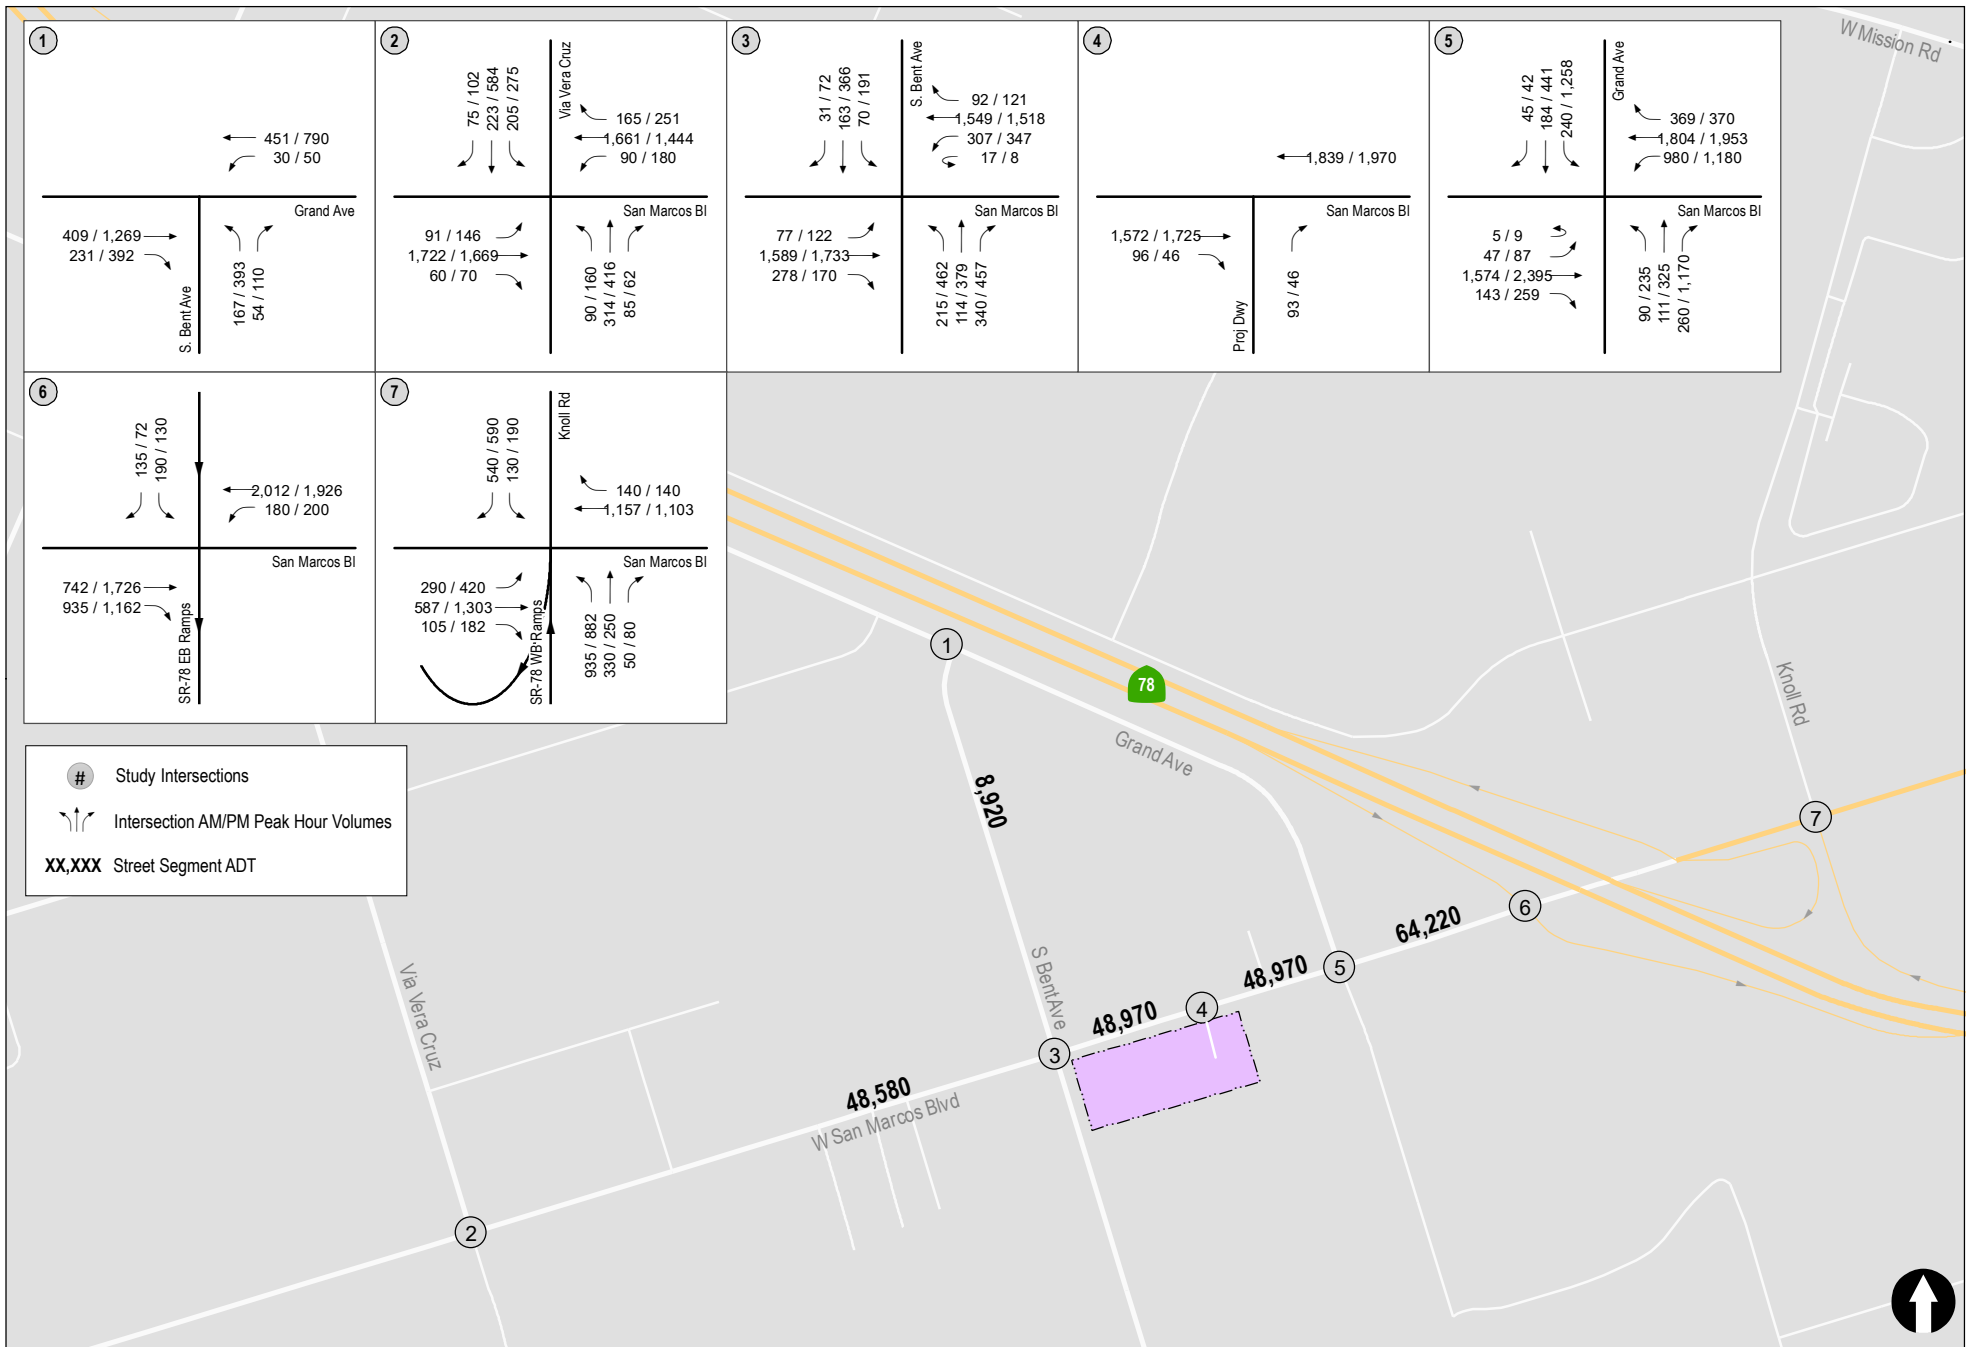 1
451 / 790
30 / 50
Grand Ave
409 / 1,269
231 / 392
S. Bent Ave
167 / 393
54 / 110
2
75 / 102
223 / 584
205 / 275
Via Vera Cruz
165 / 251
1,661 / 1,444
90 / 180
San Marcos Bl
91 / 146
1,722 / 1,669
60 / 70
90 / 160
314 / 416
85 / 62
3
31 / 72
163 / 366
70 / 191
S. Bent Ave
92 / 121
1,549 / 1,518
307 / 347
17 / 8
San Marcos Bl
77 / 122
1,589 / 1,733
278 / 170
215 / 462
114 / 379
340 / 457
4
1,839 / 1,970
San Marcos Bl
1,572 / 1,725
96 / 46
Proj Dwy
93 / 46
5
45 / 42
184 / 441
240 / 1,258
Grand Ave
369 / 370
1,804 / 1,953
980 / 1,180
San Marcos Bl
5 / 9
47 / 87
1,574 / 2,395
143 / 259
90 / 235
111 / 325
260 / 1,170
6
135 / 72
190 / 130
2,012 / 1,926
180 / 200
San Marcos Bl
742 / 1,726
935 / 1,162
SR-78 EB Ramps
7
540 / 590
130 / 190
Knoll Rd
140 / 140
1,157 / 1,103
San Marcos Bl
290 / 420
587 / 1,303
105 / 182
SR-78 WB Ramps
935 / 882
330 / 250
50 / 80
# Study Intersections
Intersection AM/PM Peak Hour Volumes
XX,XXX Street Segment ADT
W Mission Rd
1
78
Grand Ave
Knoll Rd
8,920
7
6
64,220
5
48,970
4
48,970
S Bent Ave
3
Via Vera Cruz
48,580
W San Marcos Blvd
2